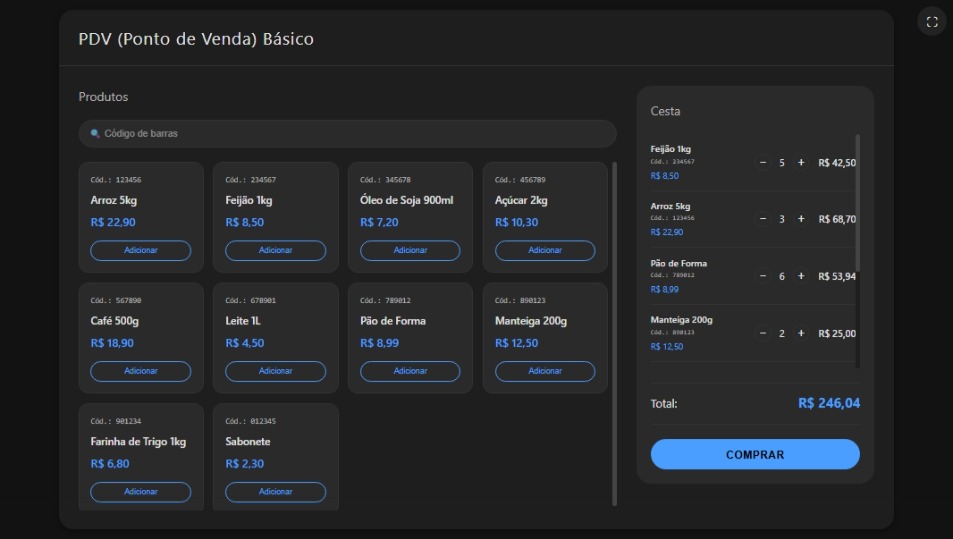 PDV (Ponto de Venda) Básico
Produtos
Código de barras
Cód.: 123456
Arroz 5kg
R$ 22,90
Adicionar
Cód.: 234567
Feijão 1kg
R$ 8,50
Adicionar
Cód.: 345678
Óleo de Soja 900ml
R$ 7,20
Adicionar
Cód.: 456789
Açúcar 2kg
R$ 10,30
Adicionar
Cód.: 567890
Café 500g
R$ 18,90
Adicionar
Cód.: 678901
Leite 1L
R$ 4,50
Adicionar
Cód.: 789012
Pão de Forma
R$ 8,99
Adicionar
Cód.: 890123
Manteiga 200g
R$ 12,50
Adicionar
Cód.: 901234
Farinha de Trigo 1kg
R$ 6,80
Adicionar
Cód.: 012345
Sabonete
R$ 2,30
Adicionar
Cesta
Feijão 1kg
Cód.: 234567
R$ 8,50
− 5 + R$ 42,50
Arroz 5kg
Cód.: 123456
R$ 22,90
− 3 + R$ 68,70
Pão de Forma
Cód.: 789012
R$ 8,99
− 6 + R$ 53,94
Manteiga 200g
Cód.: 890123
R$ 12,50
− 2 + R$ 25,00
Total: R$ 246,04
COMPRAR